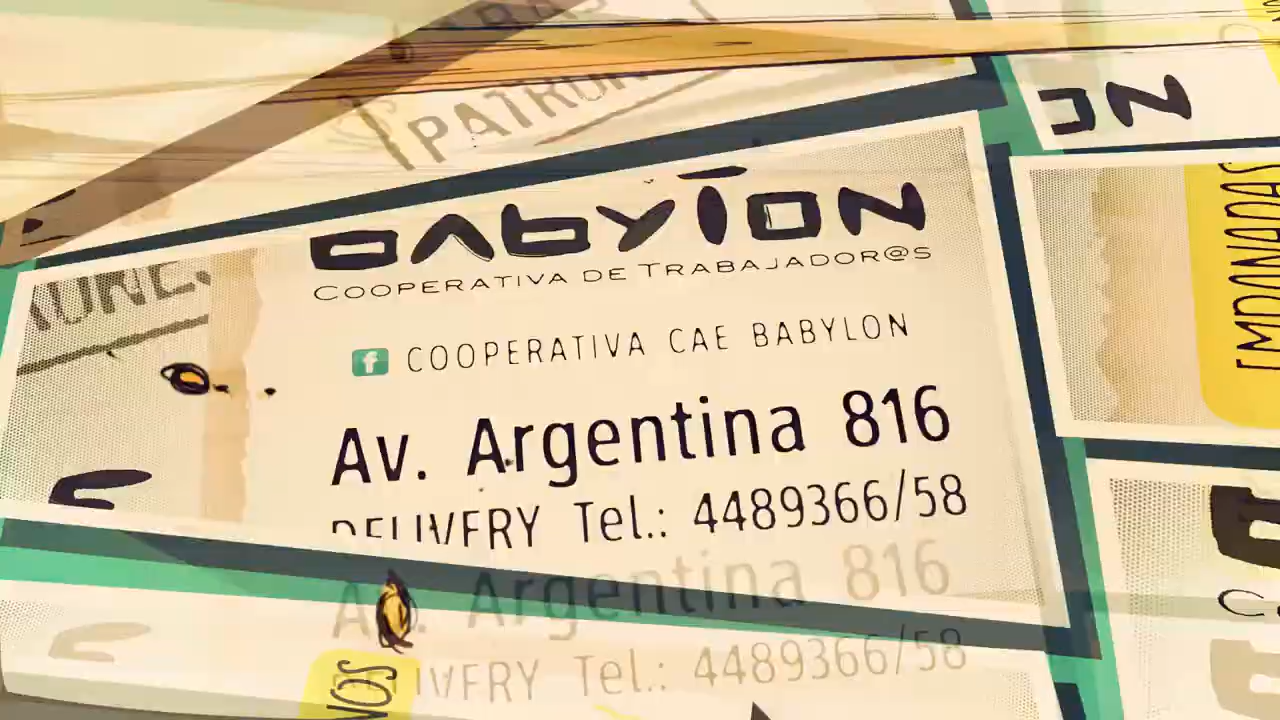 PATRON
ON
BABYLON
COOPERATIVA DE TRABAJADOR@S
COOPERATIVA CAE BABYLON
Av. Argentina 816
DELIVERY Tel.: 4489366/58
Av. Argentina 816
DELIVERY Tel.: 4489366/58
EMPANADAS